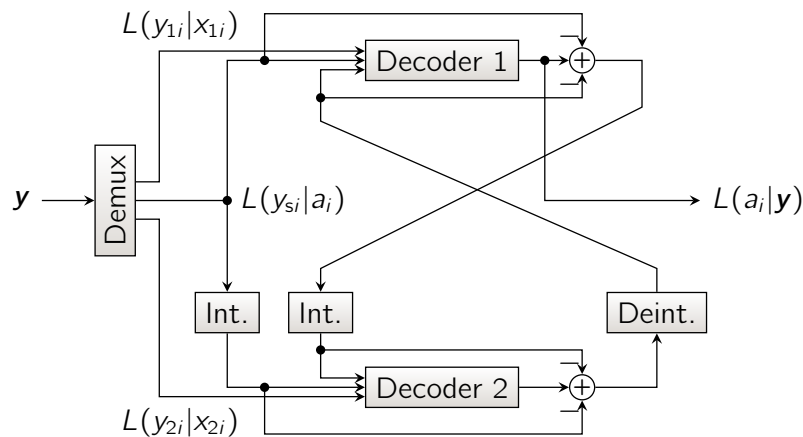 L(y₁ᵢ|x₁ᵢ)
Decoder 1
+
y
Demux
L(yₛᵢ|aᵢ)
L(aᵢ|y)
Int.
Int.
Deint.
Decoder 2
+
L(y₂ᵢ|x₂ᵢ)